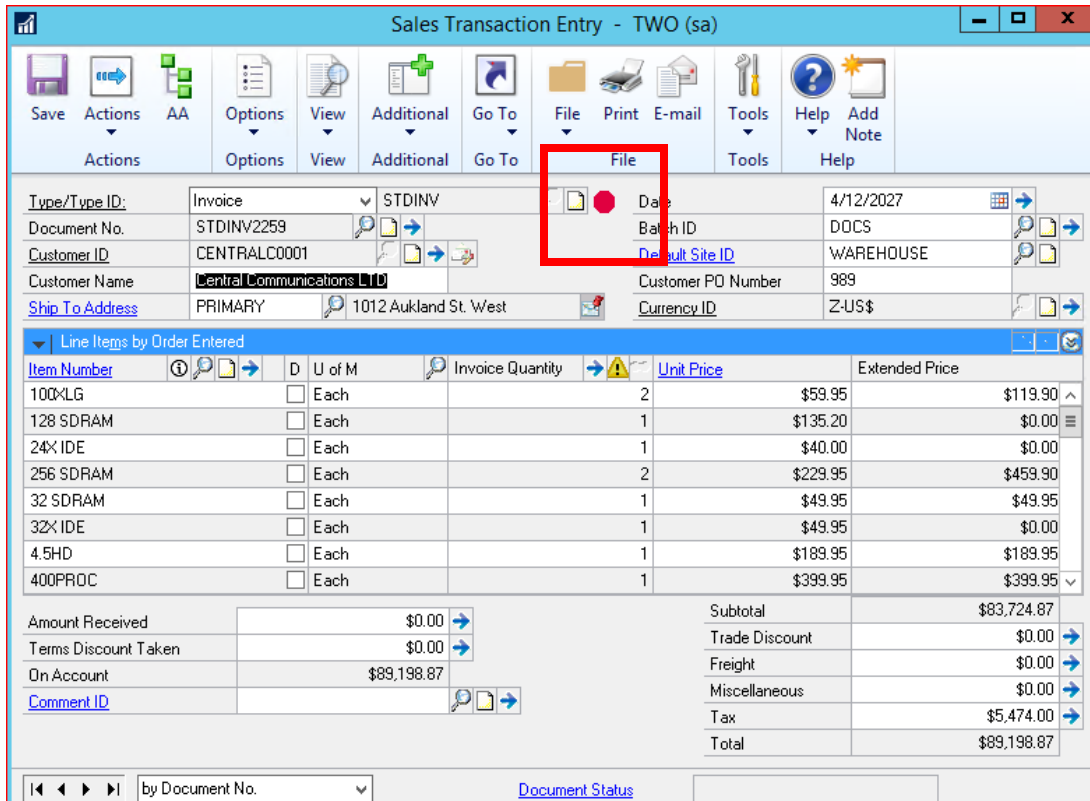 Sales Transaction Entry - TWO (sa)
Save Actions AA Options View Additional Go To File Print E-mail Tools Help Add Note
Actions Options View Additional Go To File Tools Help
Type/Type ID: Invoice STDINV Date 4/12/2027
Document No. STDINV2259 Batch ID DOCS
Customer ID CENTRALC0001 Default Site ID WAREHOUSE
Customer Name Central Communications LTD Customer PO Number 989
Ship To Address PRIMARY 1012 Aukland St. West Currency ID Z-US$
Line Items by Order Entered
Item Number D U of M Invoice Quantity Unit Price Extended Price
100XLG Each 2 $59.95 $119.90
128 SDRAM Each 1 $135.20 $0.00
24X IDE Each 1 $40.00 $0.00
256 SDRAM Each 2 $229.95 $459.90
32 SDRAM Each 1 $49.95 $49.95
32X IDE Each 1 $49.95 $0.00
4.5HD Each 1 $189.95 $189.95
400PROC Each 1 $399.95 $399.95
Subtotal $83,724.87
Amount Received $0.00 Trade Discount $0.00
Terms Discount Taken $0.00 Freight $0.00
On Account $89,198.87 Miscellaneous $0.00
Comment ID Tax $5,474.00
Total $89,198.87
by Document No. Document Status